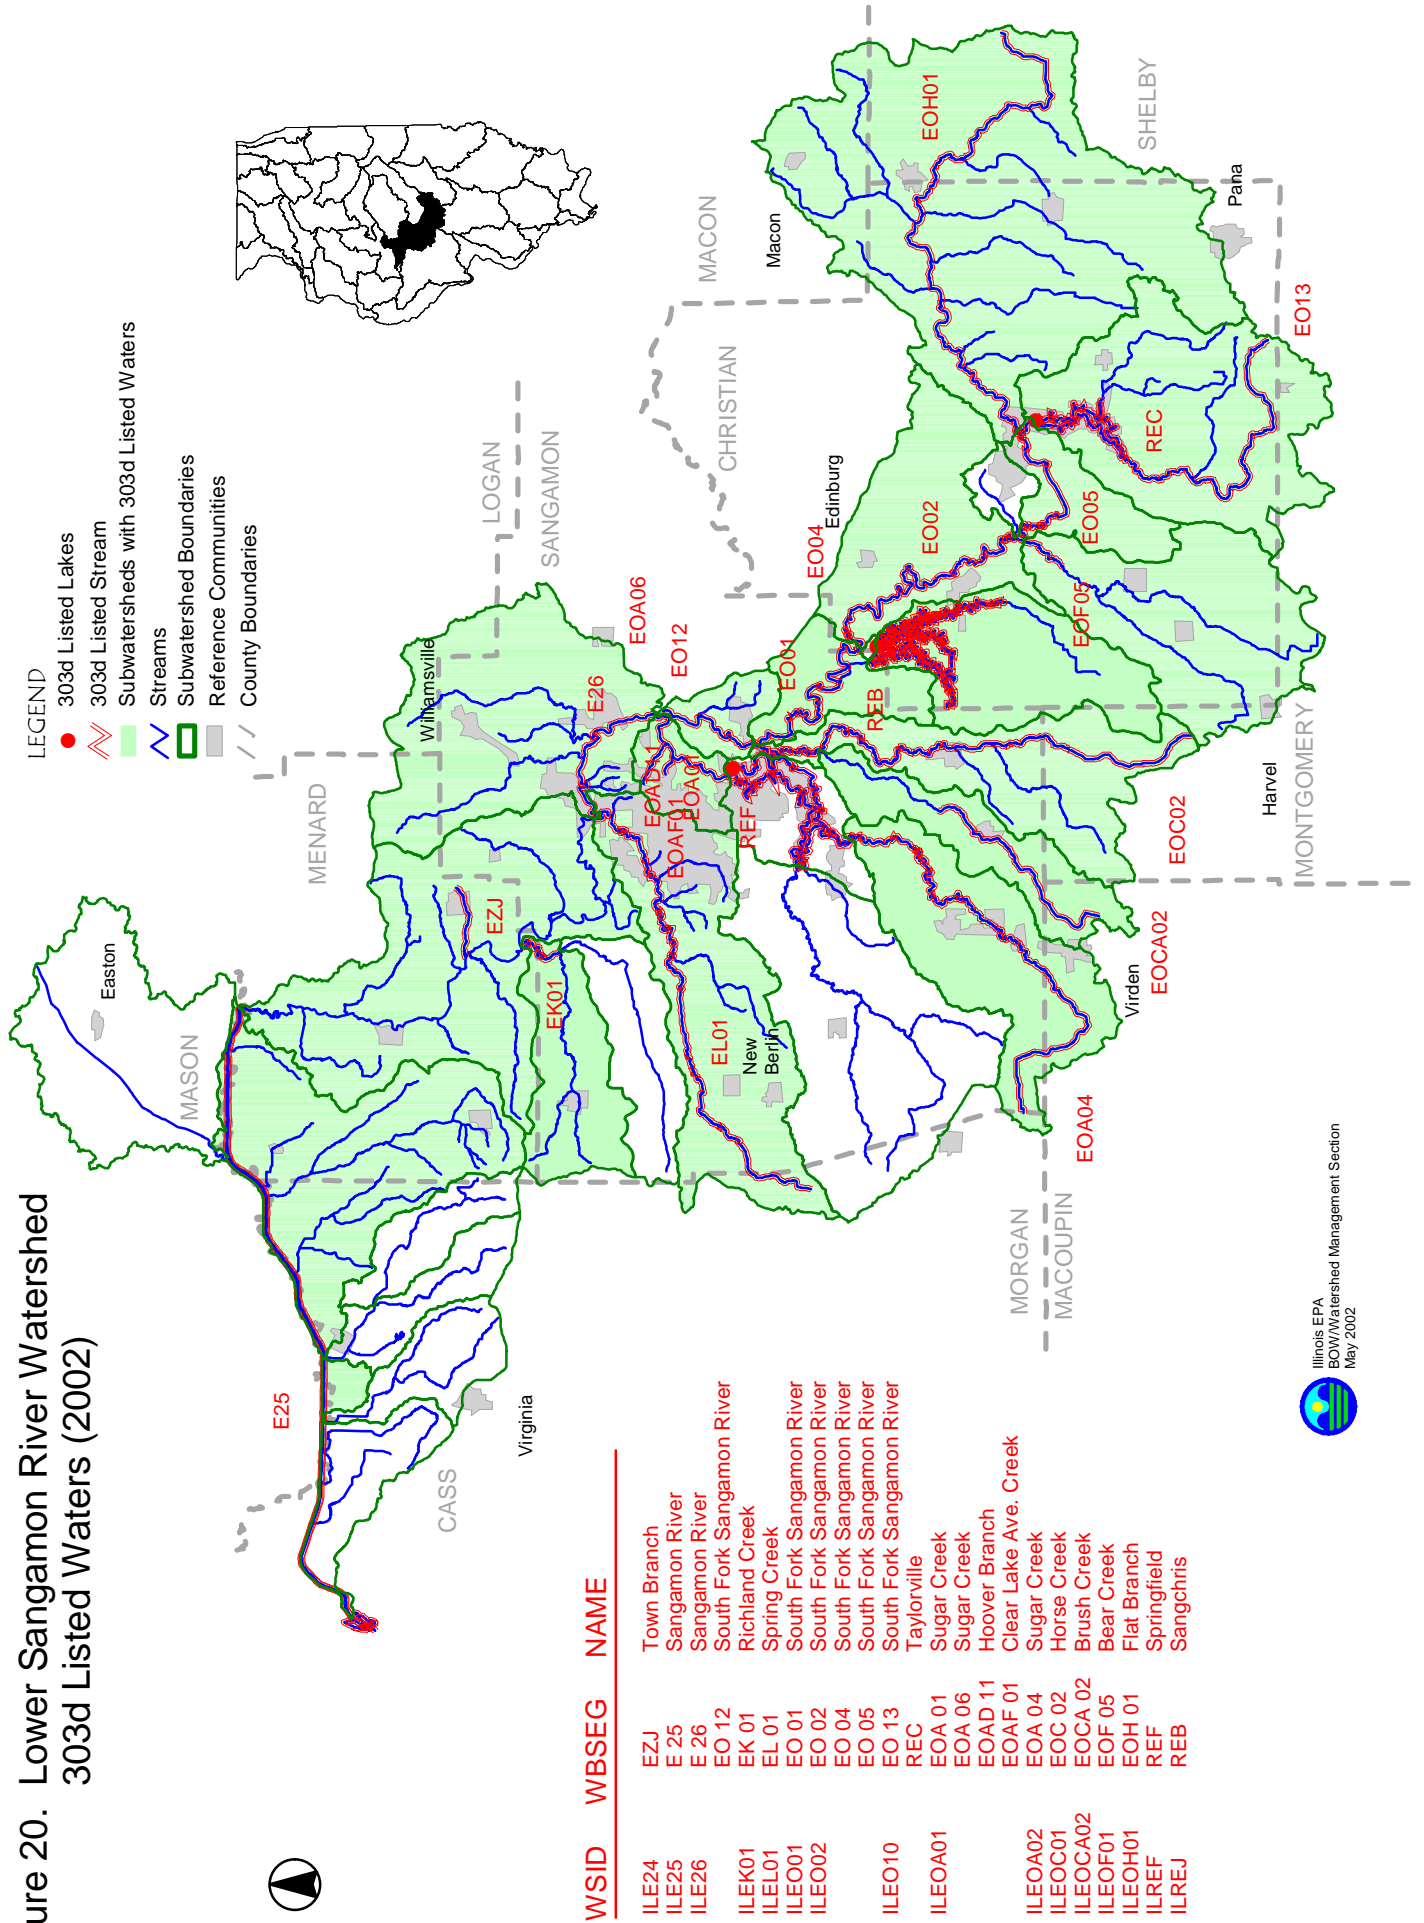 ure 20.  Lower Sangamon River Watershed
303d Listed Waters (2002)
LEGEND
303d Listed Lakes
303d Listed Stream
Subwatersheds with 303d Listed Waters
Streams
Subwatershed Boundaries
Reference Communities
County Boundaries
MASON
MENARD
LOGAN
SANGAMON
CHRISTIAN
MACON
SHELBY
MONTGOMERY
MACOUPIN
MORGAN
CASS
Easton
Virginia
Williamsville
New
Berlin
Virden
Harvel
Edinburg
Macon
Pana
E25
EZJ
EK01
EL01
E26
EOA06
EO12
EOAD11
EOA01
EOAF01
REF
EO01
EO04
EO02
REB
EOF05
EO05
REC
EO13
EOH01
EOC02
EOCA02
EOA04
WSID WBSEG NAME
ILE24 EZJ Town Branch
ILE25 E 25 Sangamon River
ILE26 E 26 Sangamon River
EO 12 South Fork Sangamon River
ILEK01 EK 01 Richland Creek
ILEL01 EL 01 Spring Creek
ILEO01 EO 01 South Fork Sangamon River
ILEO02 EO 02 South Fork Sangamon River
EO 04 South Fork Sangamon River
EO 05 South Fork Sangamon River
ILEO10 EO 13 South Fork Sangamon River
REC Taylorville
ILEOA01 EOA 01 Sugar Creek
EOA 06 Sugar Creek
EOAD 11 Hoover Branch
EOAF 01 Clear Lake Ave. Creek
ILEOA02 EOA 04 Sugar Creek
ILEOC01 EOC 02 Horse Creek
ILEOCA02 EOCA 02 Brush Creek
ILEOF01 EOF 05 Bear Creek
ILEOH01 EOH 01 Flat Branch
ILREF REF Springfield
ILREJ REB Sangchris
Illinois EPA
BOW/Watershed Management Section
May 2002